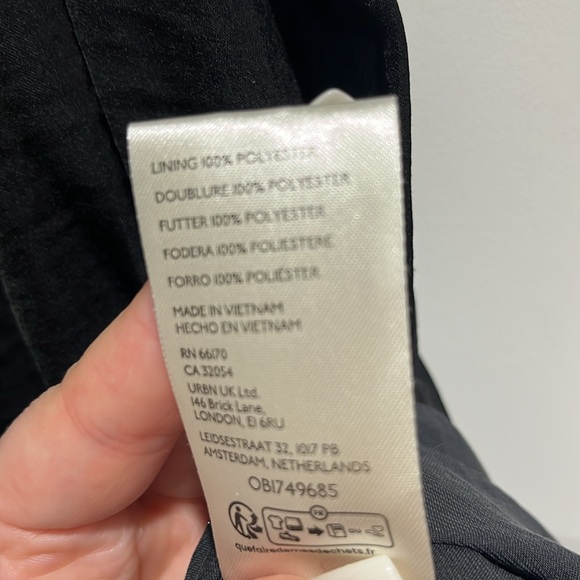 LINING 100% POLYESTER
DOUBLURE 100% POLYESTER
FUTTER 100% POLYESTER
FODERA 100% POLIESTERE
FORRO 100% POLIÉSTER
MADE IN VIETNAM
HECHO EN VIETNAM
RN 66170
CA 32054
URBN UK Ltd.
146 Brick Lane,
LONDON, E1 6RU
LEIDSESTRAAT 32, 1017 PB
AMSTERDAM, NETHERLANDS
OB1749685
FR
quefairedemesdechets.fr